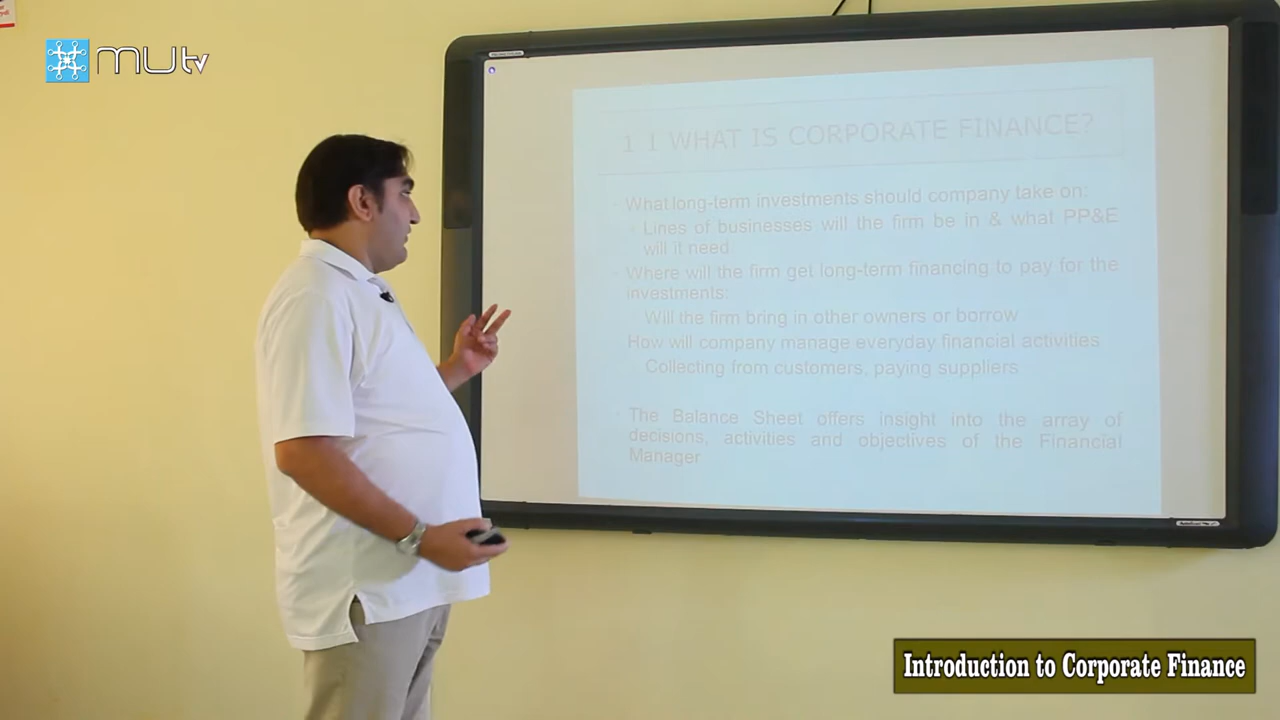 MUtv
1 1 WHAT IS CORPORATE FINANCE?
What long-term investments should company take on:
Lines of businesses will the firm be in & what PP&E
will it need.
Where will the firm get long-term financing to pay for the
investments:
Will the firm bring in other owners or borrow
How will company manage everyday financial activities
Collecting from customers, paying suppliers
The Balance Sheet offers insight into the array of
decisions, activities and objectives of the Financial
Manager
Introduction to Corporate Finance